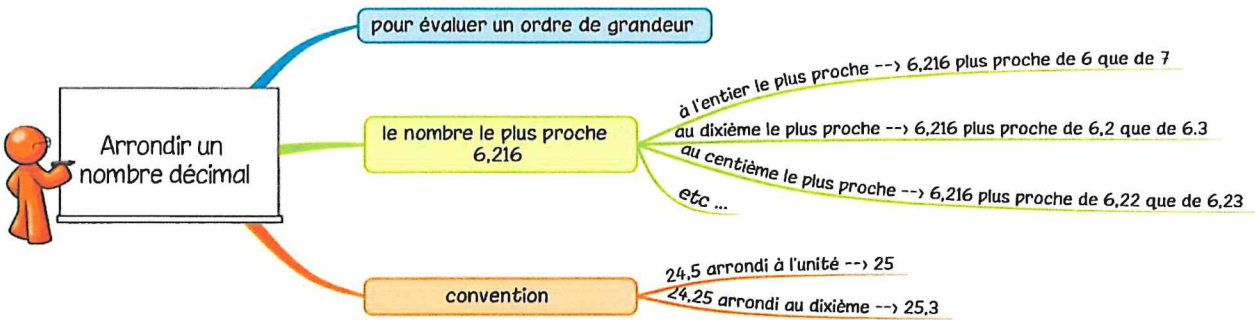 pour évaluer un ordre de grandeur
Arrondir un
nombre décimal
le nombre le plus proche
6,216
à l'entier le plus proche --> 6,216 plus proche de 6 que de 7
au dixième le plus proche --> 6,216 plus proche de 6,2 que de 6.3
au centième le plus proche --> 6,216 plus proche de 6,22 que de 6,23
etc ...
convention
24,5 arrondi à l'unité --> 25
24,25 arrondi au dixième --> 25,3